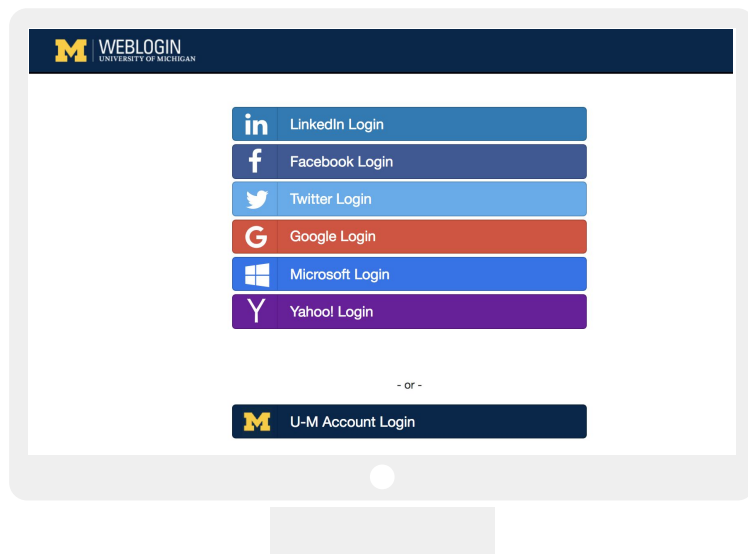 M WEBLOGIN
UNIVERSITY OF MICHIGAN
in LinkedIn Login
f Facebook Login
Twitter Login
G Google Login
Microsoft Login
Y Yahoo! Login
- or -
M U-M Account Login